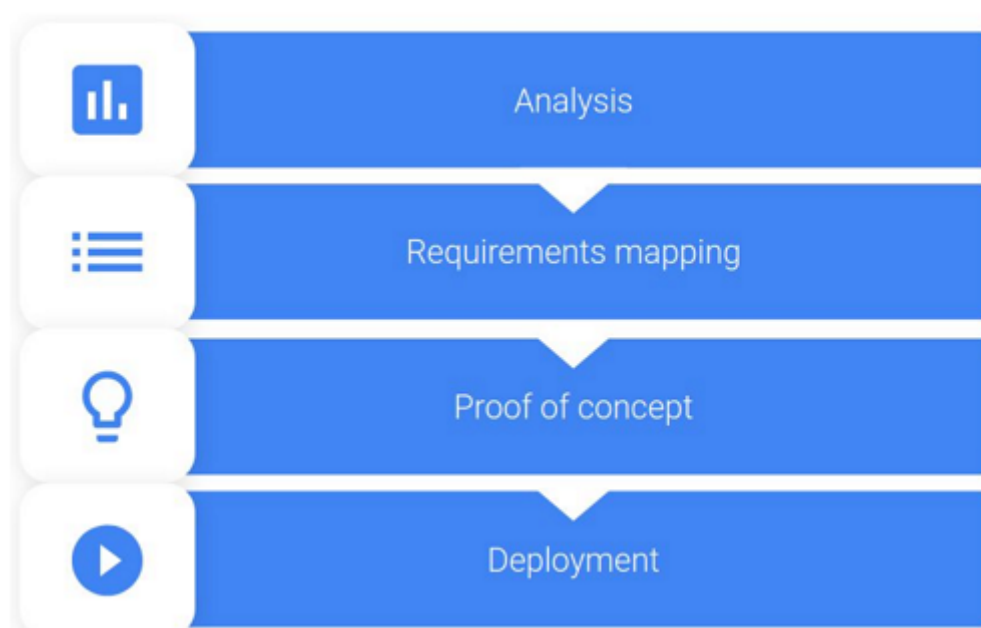 Analysis
Requirements mapping
Proof of concept
Deployment